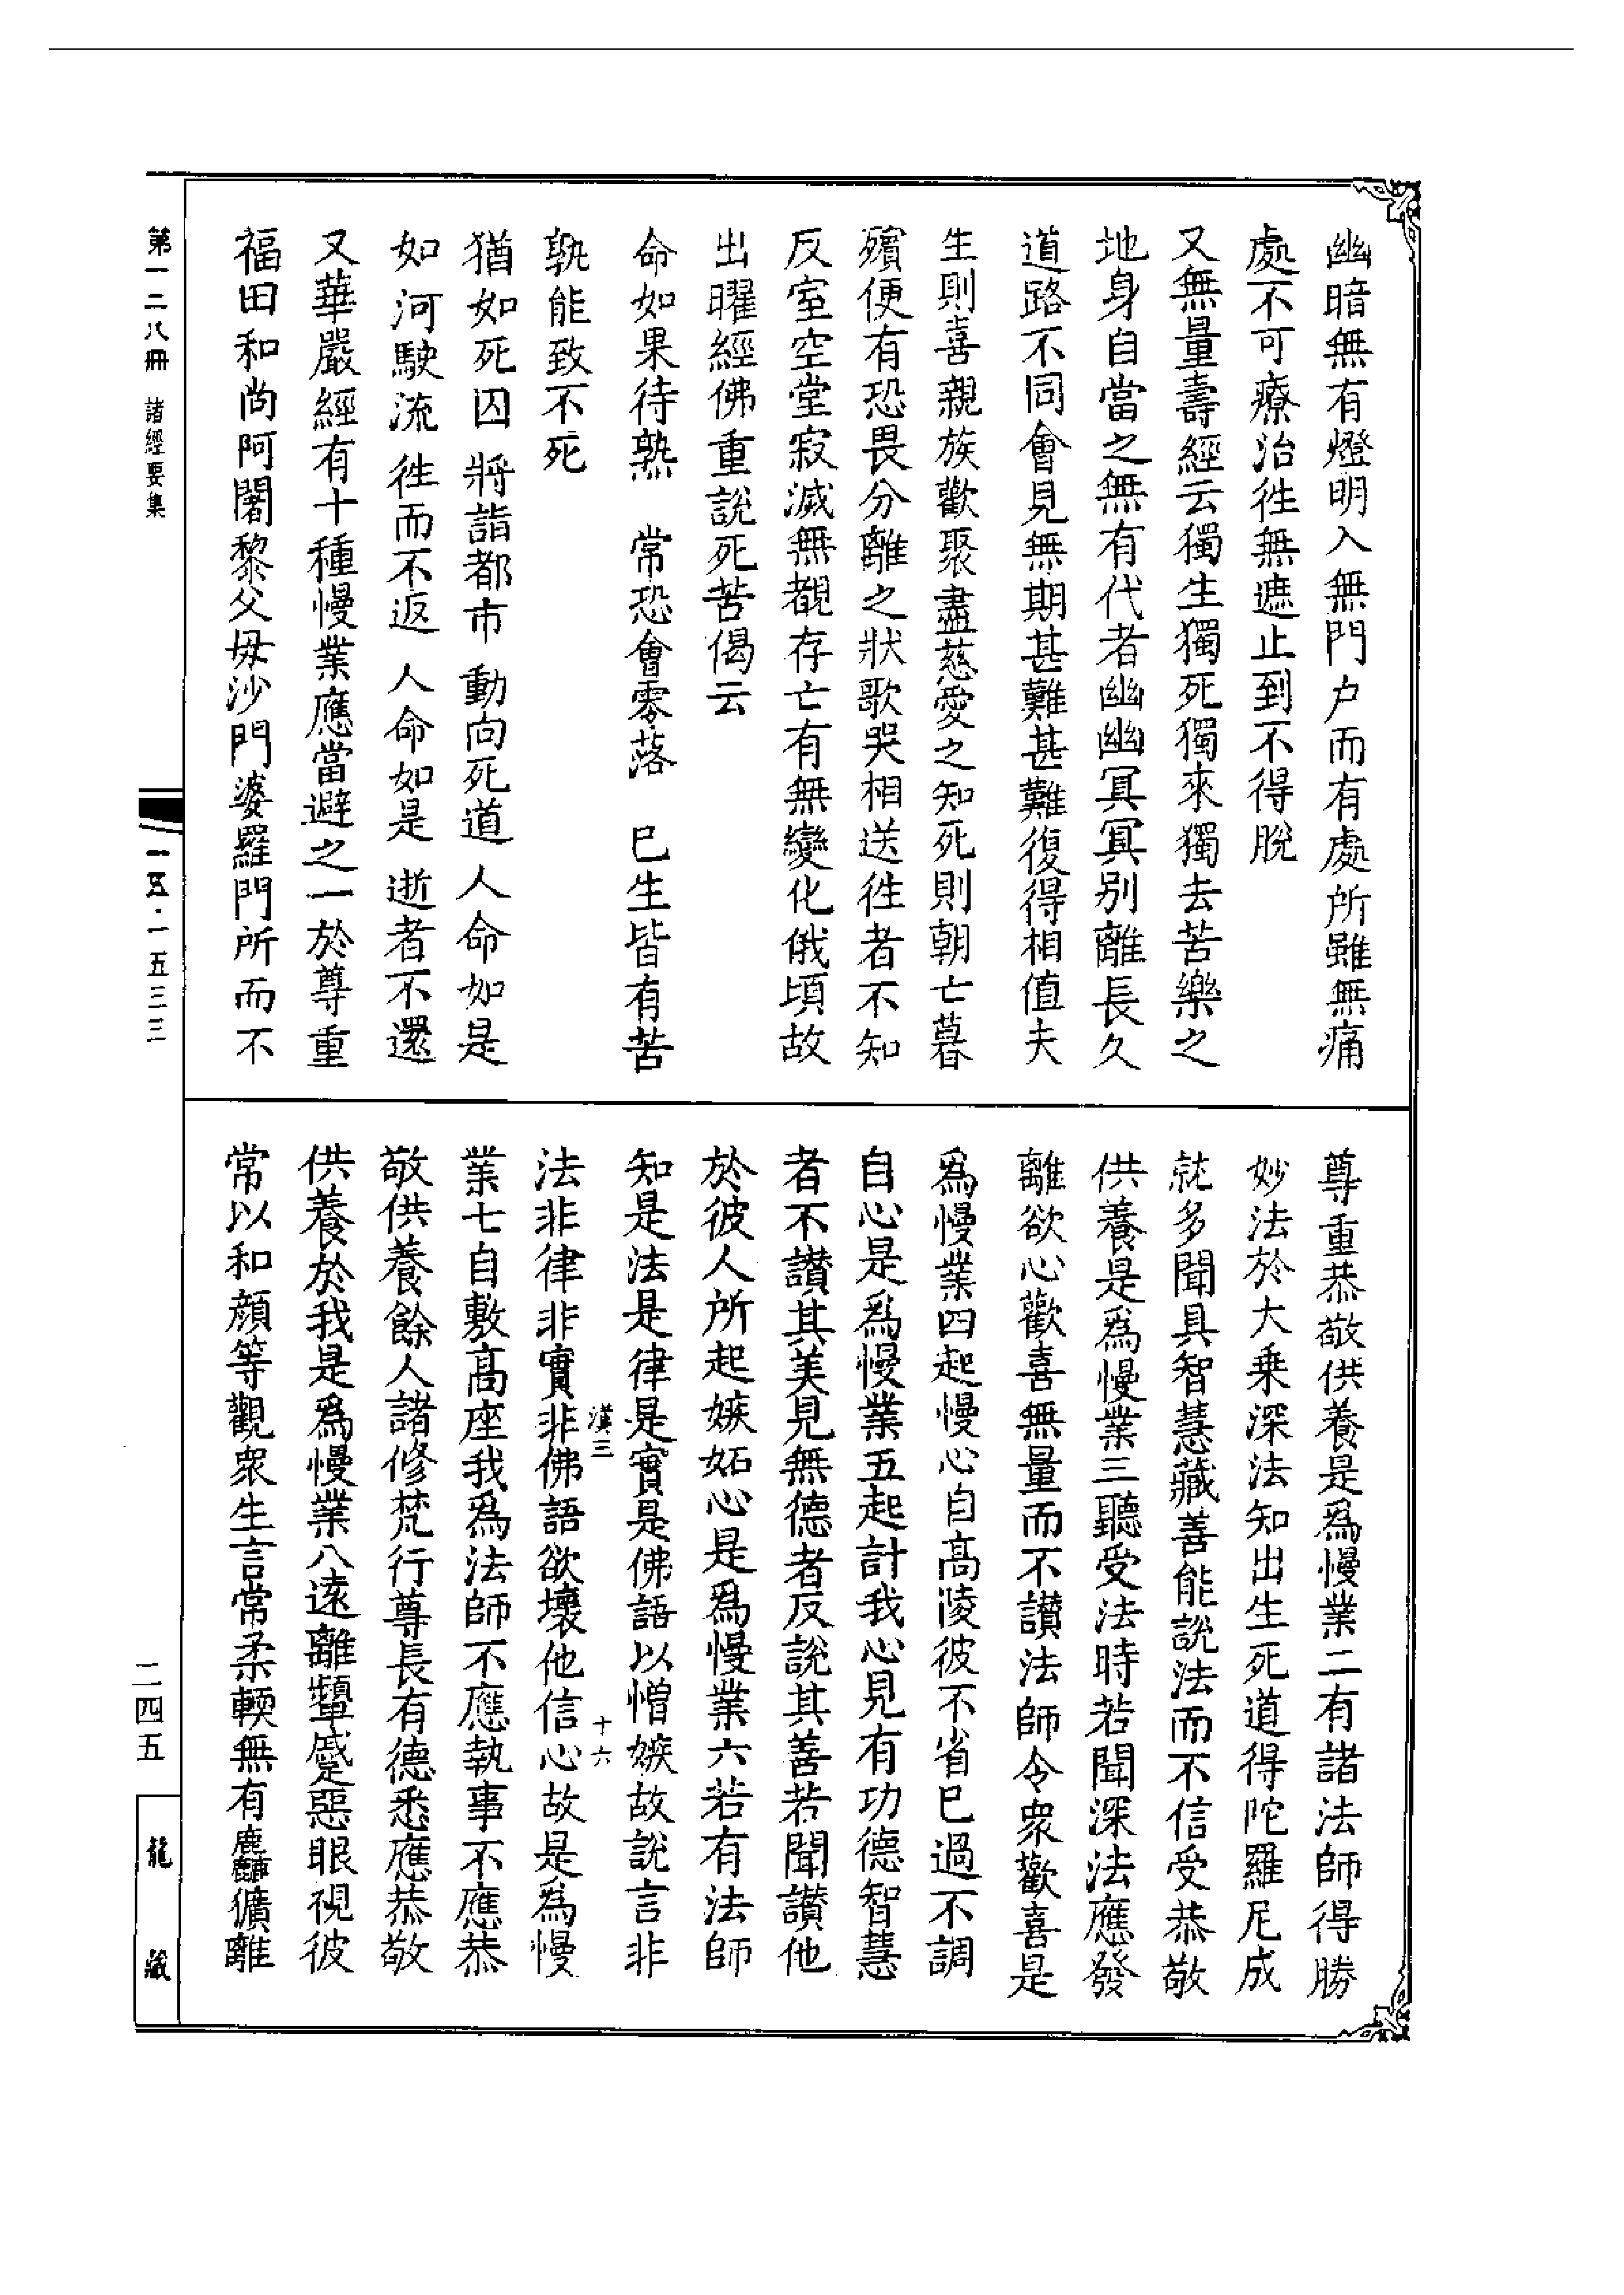 幽暗無有燈明入無門户而有處所雖無痛
處不可療治徃無遮止到不得脫
又無量壽經云獨生獨死獨來獨去苦樂之
地身自當之無有代者幽幽冥冥别離長久
道路不同會見無期甚難甚難復得相值夫
生則喜親族歡聚盡慈愛之知死則朝亡暮
殯便有恐畏分離之狀歌哭相送徃者不知
反室空堂寂滅無覩存亡有無變化俄頃故
出曜經佛重說死苦偈云
命如果待熟　常恐會零落　已生皆有苦
孰能致不死
猶如死囚　將詣都市　動向死道　人命如是
如河駛流　徃而不返　人命如是　逝者不還
又華嚴經有十種慢業應當避之一於尊重
福田和尚阿闍黎父母沙門婆羅門所而不
尊重恭敬供養是爲慢業二有諸法師得勝
妙法於大乗深法知出生死道得陀羅尼成
就多聞具智慧藏善能說法而不信受恭敬
供養是爲慢業三聽受法時若聞深法應發
離欲心歡喜無量而不讃法師令衆歡喜是
爲慢業四起慢心自高陵彼不省已過不調
自心是爲慢業五起計我心見有功德智慧
者不讃其美見無德者反說其善若聞讃他
於彼人所起嫉妬心是爲慢業六若有法師
知是法是律是實是佛語以憎嫉故說言非
漢三
十六
法非律非實非佛語欲壞他信心故是爲慢
業七自敷高座我爲法師不應執事不應恭
敬供養餘人諸修梵行尊長有德悉應恭敬
供養於我是爲慢業八逺離顰蹙惡眼視彼
常以和顔等觀衆生言常柔輭無有麤獷離
第一二八冊　諸經要集
一五·一五三三
二四五
龍藏